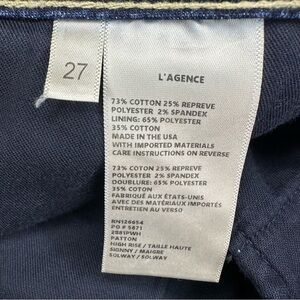 27
L'AGENCE
73% COTTON 25% REPREVE
POLYESTER 2% SPANDEX
LINING: 65% POLYESTER
35% COTTON
MADE IN THE USA
WITH IMPORTED MATERIALS
CARE INSTRUCTIONS ON REVERSE
73% COTON 25% REPREVE
POLYESTER 2% SPANDEX
DOUBLURE: 65% POLYESTER
35% COTON
FABRIQUÉ AUX ÉTATS-UNIS
AVEC DES MATÉRIAUX IMPORTÉS
ENTRETIEN AU VERSO
RN126654
PO # 5671
2881PWH
PATTON
HIGH RISE / TAILLE HAUTE
SKINNY / MAIGRE
SOLWAY / SOLWAY